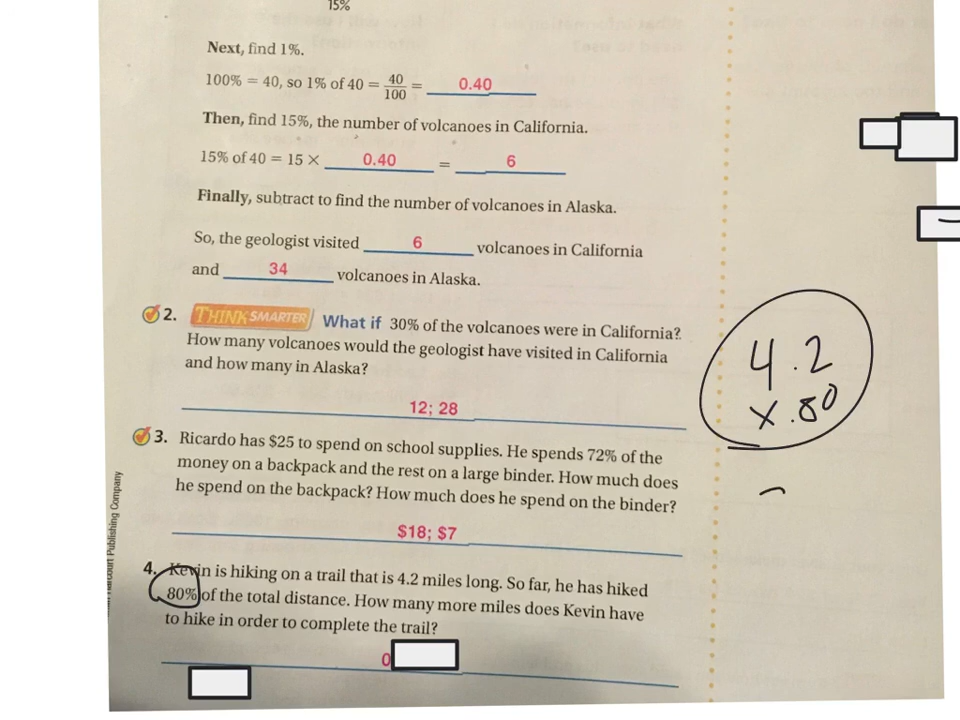 15%
Next, find 1%.
100% = 40, so 1% of 40 = 40/100 = 0.40
Then, find 15%, the number of volcanoes in California.
15% of 40 = 15 × 0.40 = 6
Finally, subtract to find the number of volcanoes in Alaska.
So, the geologist visited 6 volcanoes in California
and 34 volcanoes in Alaska.
2. THINK SMARTER What if 30% of the volcanoes were in California?
How many volcanoes would the geologist have visited in California
and how many in Alaska?
12; 28
3. Ricardo has $25 to spend on school supplies. He spends 72% of the
money on a backpack and the rest on a large binder. How much does
he spend on the backpack? How much does he spend on the binder?
$18; $7
4. Kevin is hiking on a trail that is 4.2 miles long. So far, he has hiked
80% of the total distance. How many more miles does Kevin have
to hike in order to complete the trail?
0
4.2
x .80
Harcourt Publishing Company